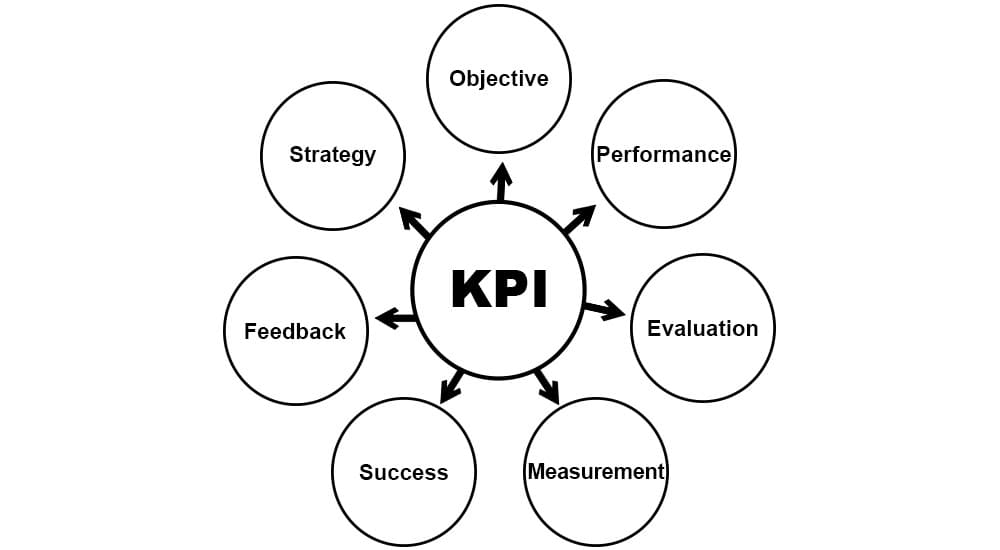 Objective
Strategy
Performance
KPI
Feedback
Evaluation
Success
Measurement